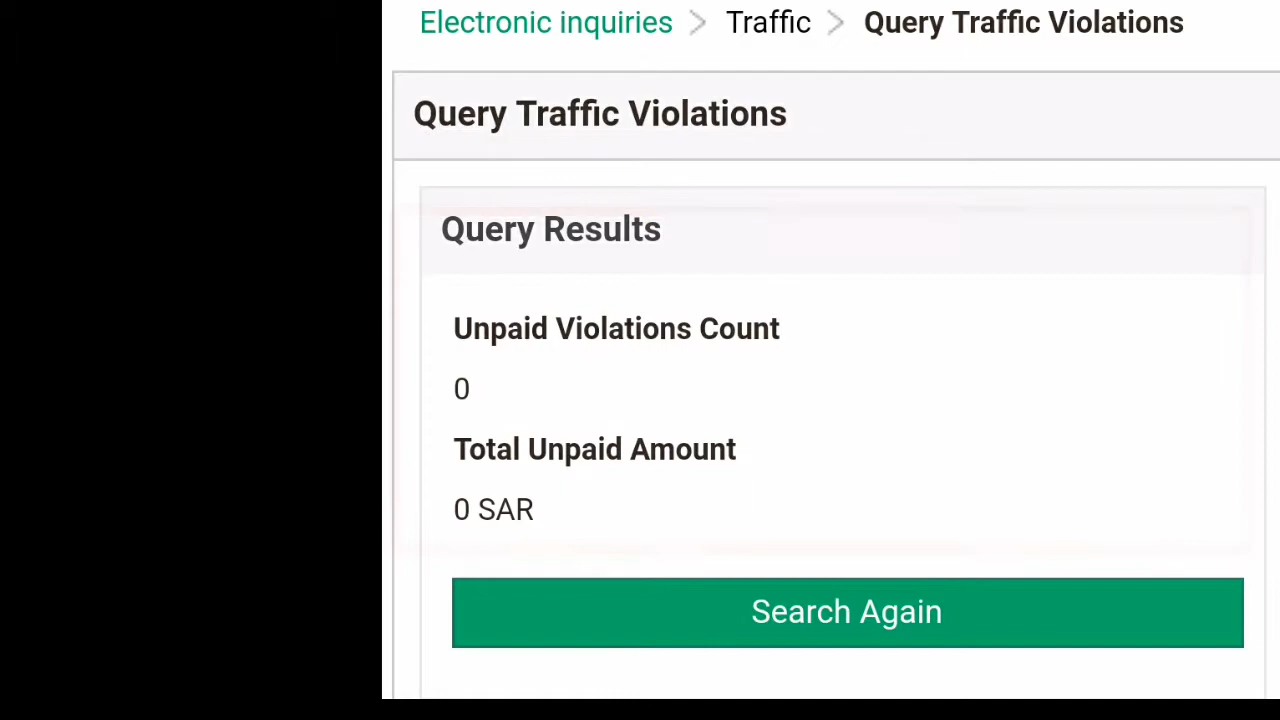 Electronic inquiries > Traffic > Query Traffic Violations
Query Traffic Violations
Query Results
Unpaid Violations Count
0
Total Unpaid Amount
0 SAR
Search Again